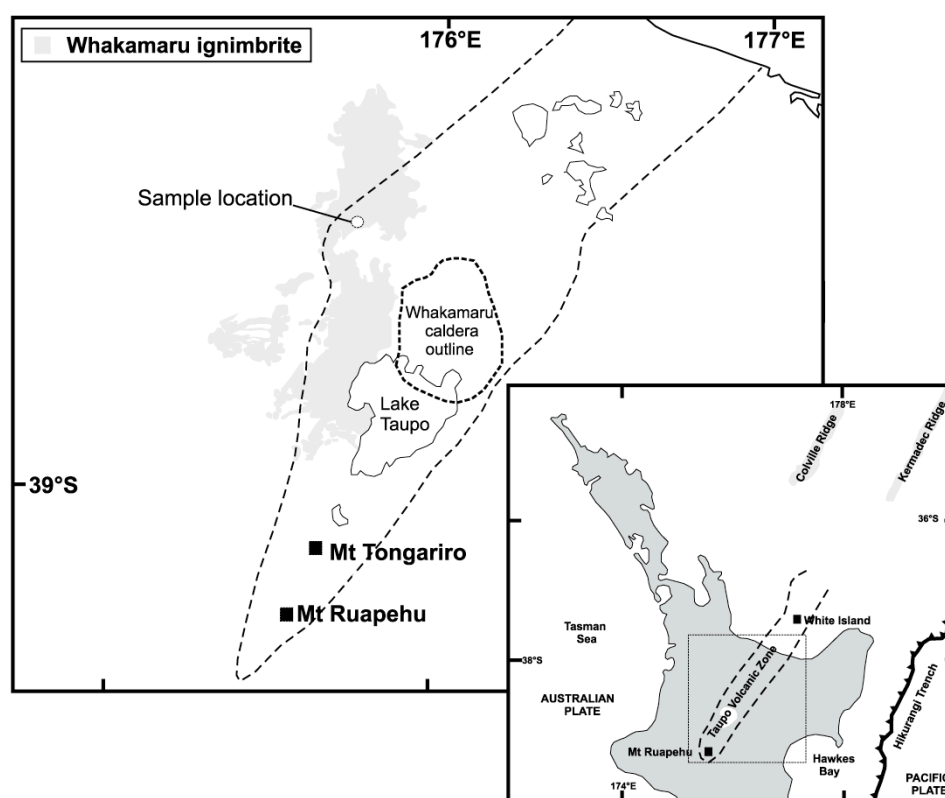 Whakamaru ignimbrite
176°E
177°E
Sample location
Whakamaru
caldera
outline
Lake
Taupo
39°S
Mt Tongariro
Mt Ruapehu
178°E
Colville Ridge
Kermadec Ridge
36°S
White Island
Tasman
Sea
38°S
Taupo Volcanic Zone
AUSTRALIAN
PLATE
Hikurangi Trench
Mt Ruapehu
Hawkes
Bay
PACIFIC
PLATE
174°E